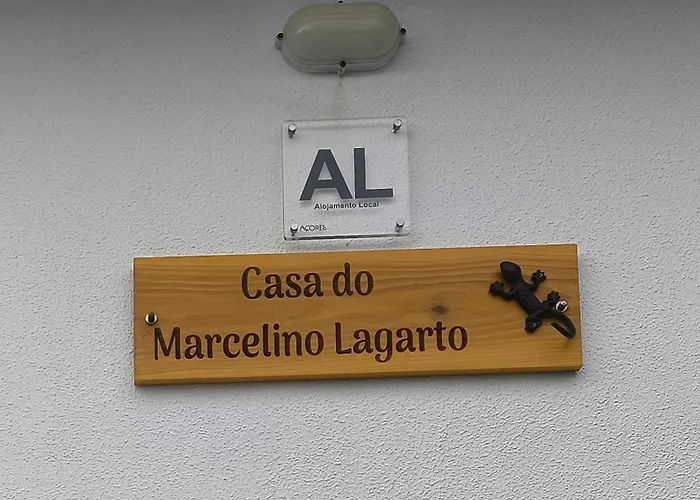 AL
Alojamento Local
AÇORES
Casa do
Marcelino Lagarto